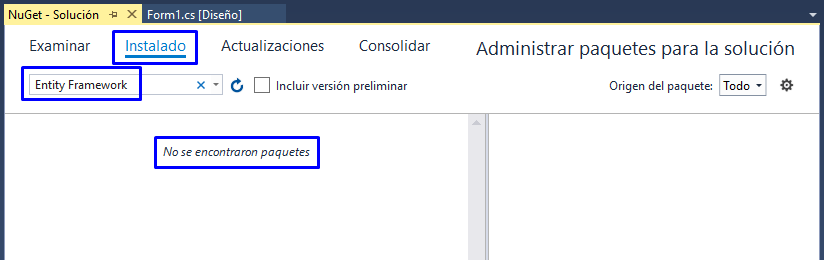 NuGet - Solución
Form1.cs [Diseño]
Examinar
Instalado
Actualizaciones
Consolidar
Administrar paquetes para la solución
Entity Framework
Incluir versión preliminar
Origen del paquete:
Todo
No se encontraron paquetes